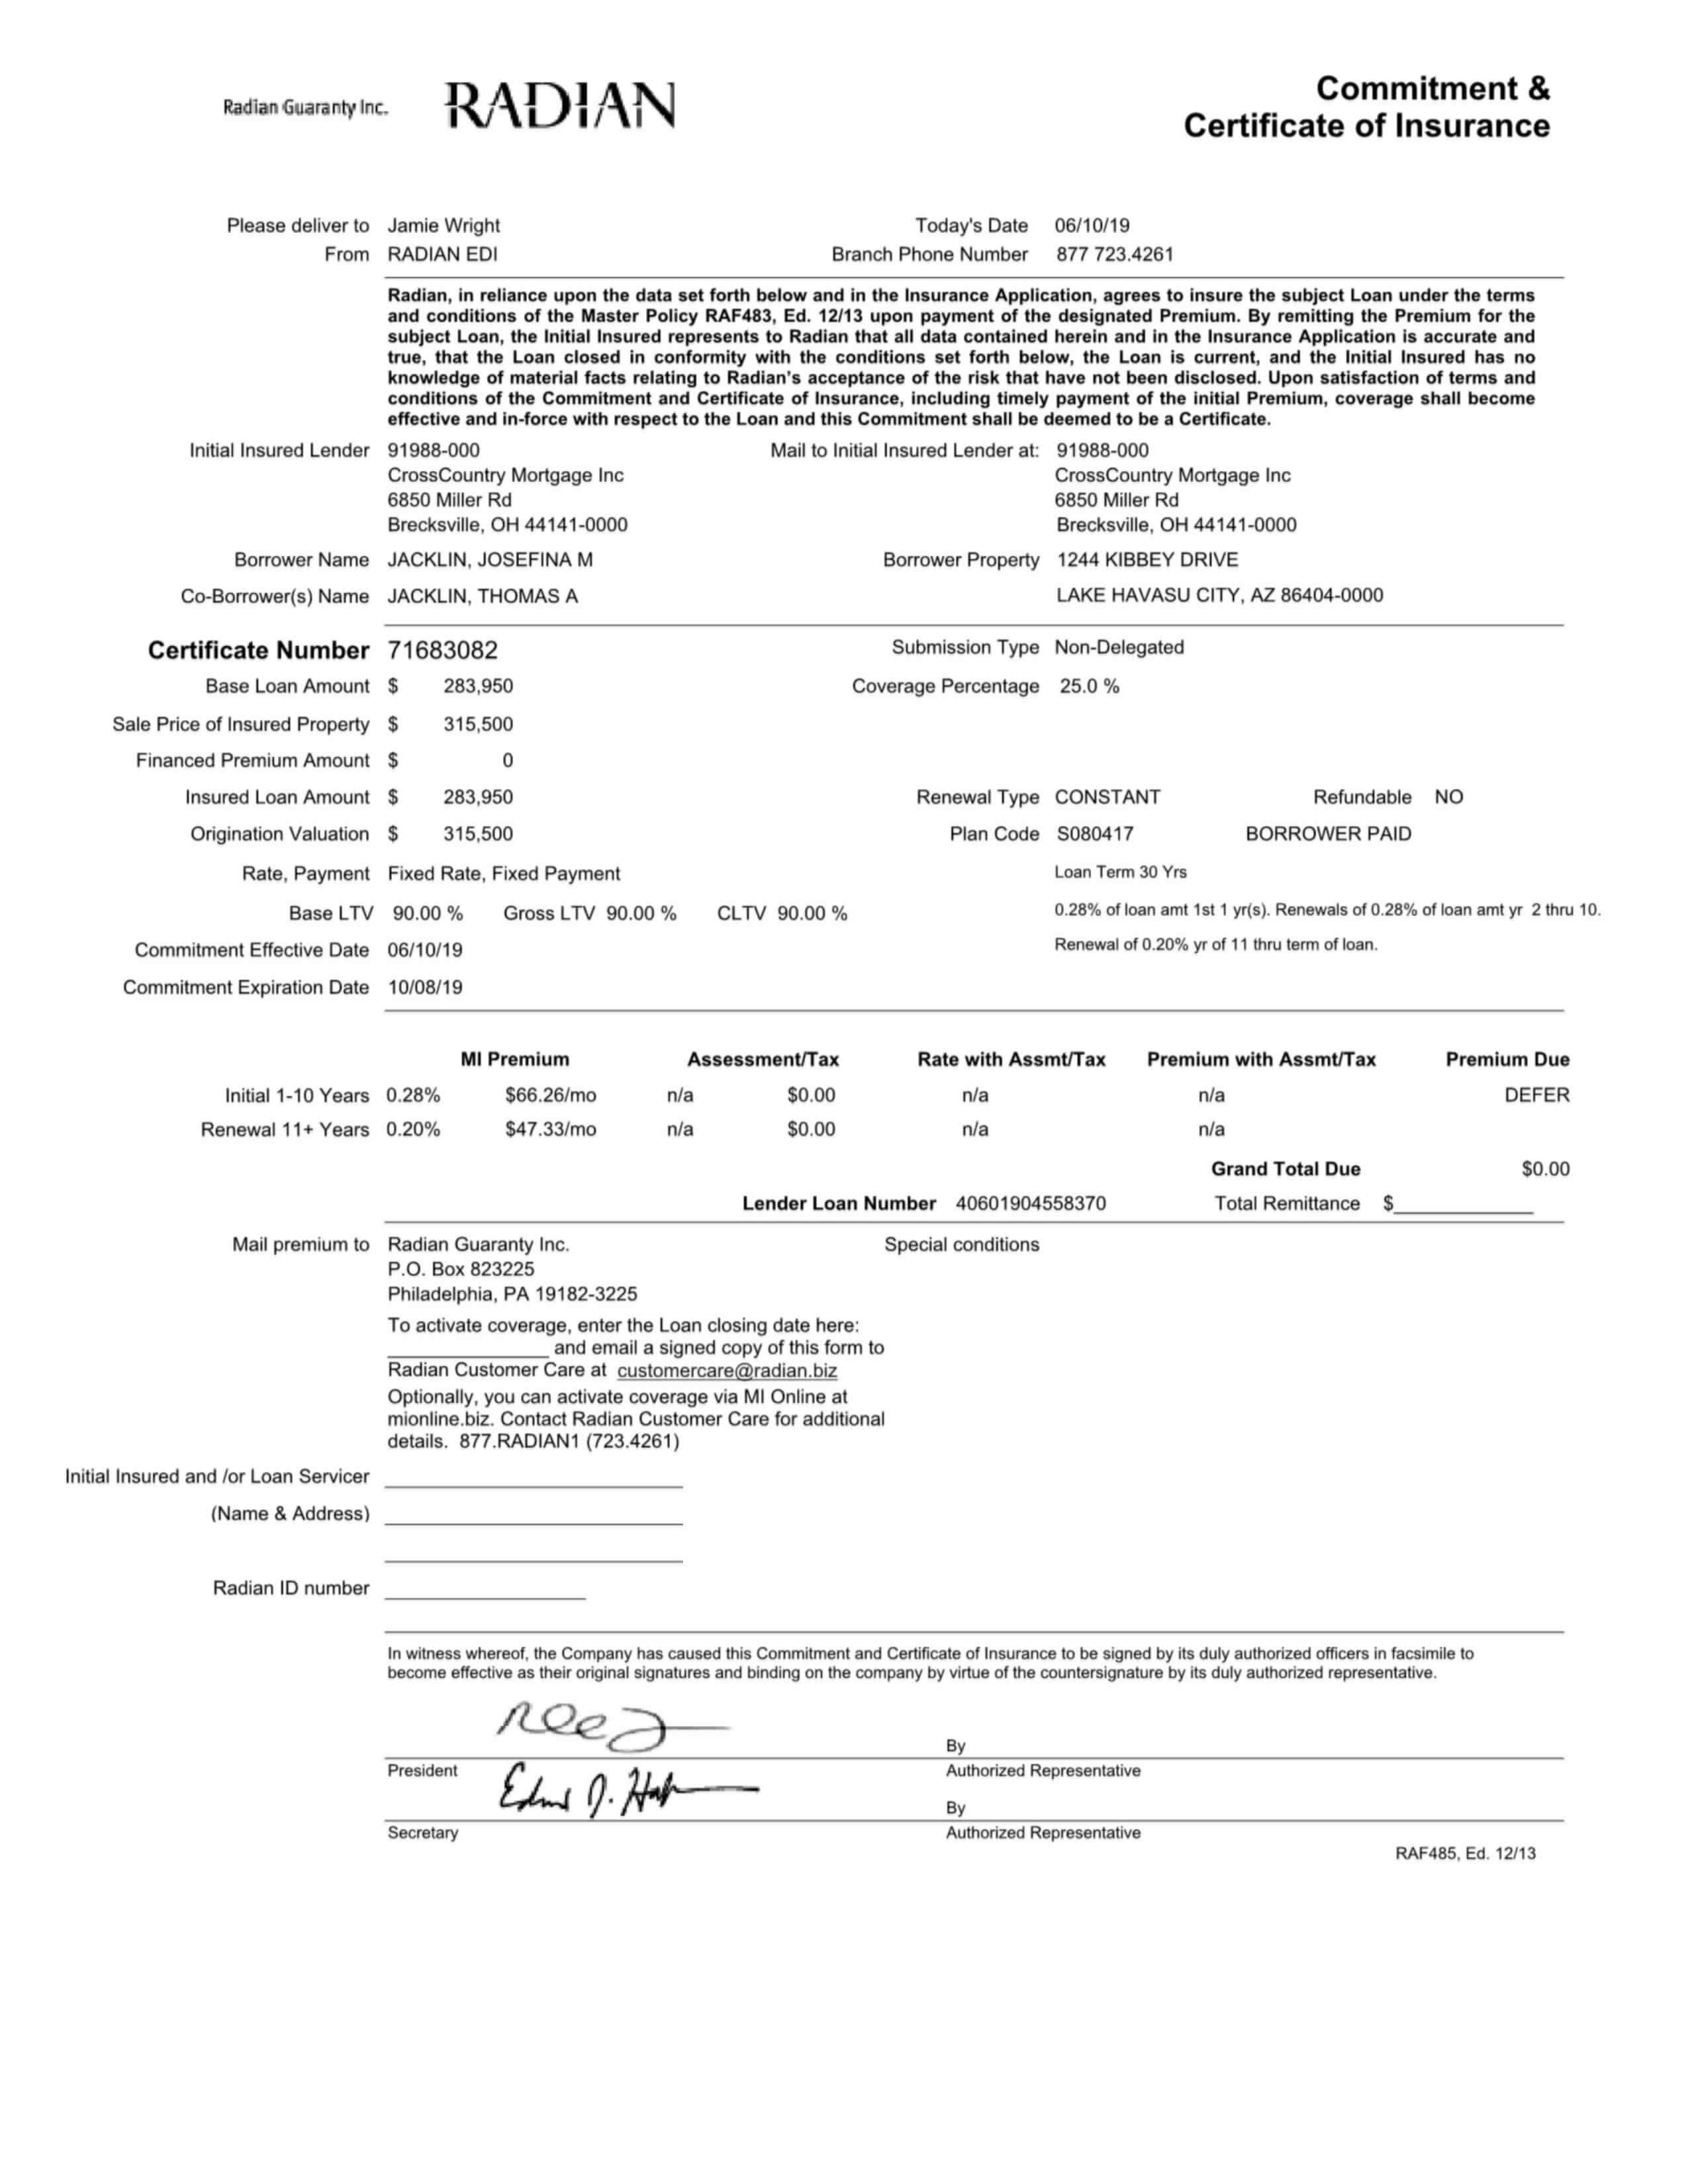 Radian Guaranty Inc. RADIAN
Commitment &
Certificate of Insurance
Please deliver to Jamie Wright Today's Date 06/10/19
From RADIAN EDI Branch Phone Number 877 723.4261
Radian, in reliance upon the data set forth below and in the Insurance Application, agrees to insure the subject Loan under the terms
and conditions of the Master Policy RAF483, Ed. 12/13 upon payment of the designated Premium. By remitting the Premium for the
subject Loan, the Initial Insured represents to Radian that all data contained herein and in the Insurance Application is accurate and
true, that the Loan closed in conformity with the conditions set forth below, the Loan is current, and the Initial Insured has no
knowledge of material facts relating to Radian's acceptance of the risk that have not been disclosed. Upon satisfaction of terms and
conditions of the Commitment and Certificate of Insurance, including timely payment of the initial Premium, coverage shall become
effective and in-force with respect to the Loan and this Commitment shall be deemed to be a Certificate.
Initial Insured Lender 91988-000 Mail to Initial Insured Lender at: 91988-000
CrossCountry Mortgage Inc CrossCountry Mortgage Inc
6850 Miller Rd 6850 Miller Rd
Brecksville, OH 44141-0000 Brecksville, OH 44141-0000
Borrower Name JACKLIN, JOSEFINA M Borrower Property 1244 KIBBEY DRIVE
Co-Borrower(s) Name JACKLIN, THOMAS A LAKE HAVASU CITY, AZ 86404-0000
Certificate Number 71683082 Submission Type Non-Delegated
Base Loan Amount $ 283,950 Coverage Percentage 25.0 %
Sale Price of Insured Property $ 315,500
Financed Premium Amount $ 0
Insured Loan Amount $ 283,950 Renewal Type CONSTANT Refundable NO
Origination Valuation $ 315,500 Plan Code S080417 BORROWER PAID
Rate, Payment Fixed Rate, Fixed Payment Loan Term 30 Yrs
Base LTV 90.00 % Gross LTV 90.00 % CLTV 90.00 % 0.28% of loan amt 1st 1 yr(s). Renewals of 0.28% of loan amt yr 2 thru 10.
Commitment Effective Date 06/10/19 Renewal of 0.20% yr of 11 thru term of loan.
Commitment Expiration Date 10/08/19
MI Premium Assessment/Tax Rate with Assmt/Tax Premium with Assmt/Tax Premium Due
Initial 1-10 Years 0.28% $66.26/mo n/a $0.00 n/a n/a DEFER
Renewal 11+ Years 0.20% $47.33/mo n/a $0.00 n/a n/a
Grand Total Due $0.00
Lender Loan Number 40601904558370 Total Remittance $
Mail premium to Radian Guaranty Inc. Special conditions
P.O. Box 823225
Philadelphia, PA 19182-3225
To activate coverage, enter the Loan closing date here:
and email a signed copy of this form to
Radian Customer Care at customercare@radian.biz
Optionally, you can activate coverage via MI Online at
mionline.biz. Contact Radian Customer Care for additional
details. 877.RADIAN1 (723.4261)
Initial Insured and /or Loan Servicer
(Name & Address)
Radian ID number
In witness whereof, the Company has caused this Commitment and Certificate of Insurance to be signed by its duly authorized officers in facsimile to
become effective as their original signatures and binding on the company by virtue of the countersignature by its duly authorized representative.
By
President Authorized Representative
By
Secretary Authorized Representative
RAF485, Ed. 12/13